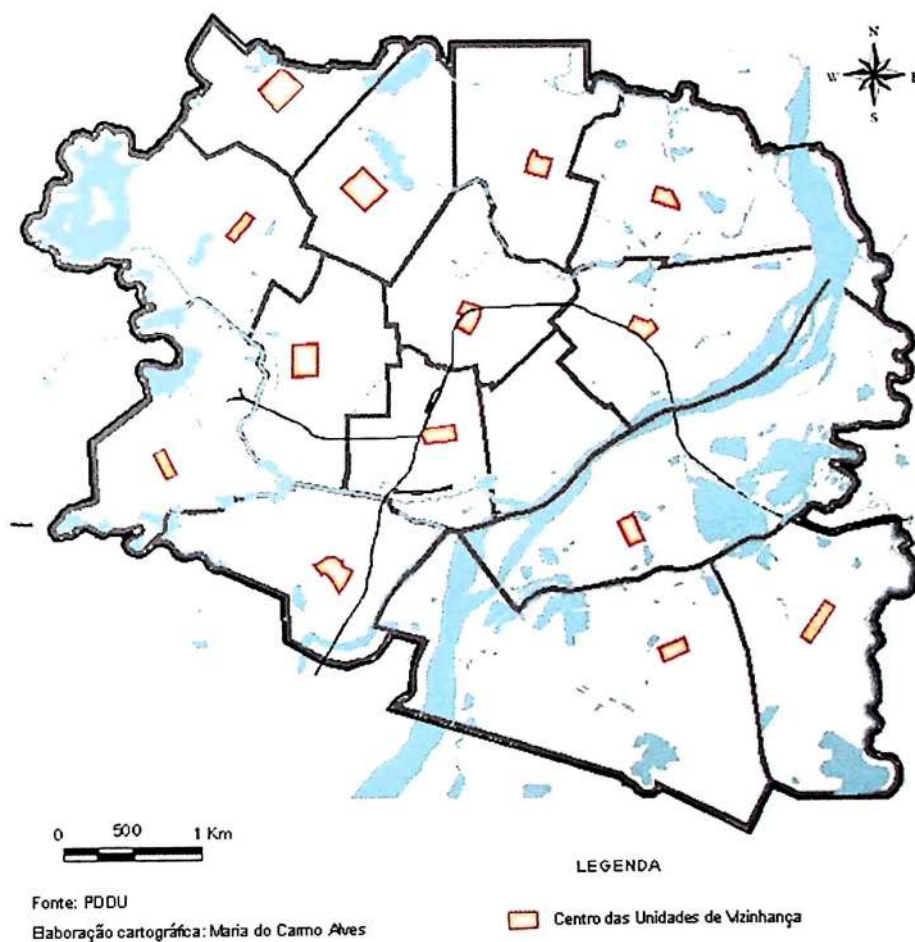 N
W E
S
0 500 1 Km
LEGENDA
Fonte: PDDU
Elaboração cartográfica: Maria do Carmo Alves
Centro das Unidades de Vizinhança